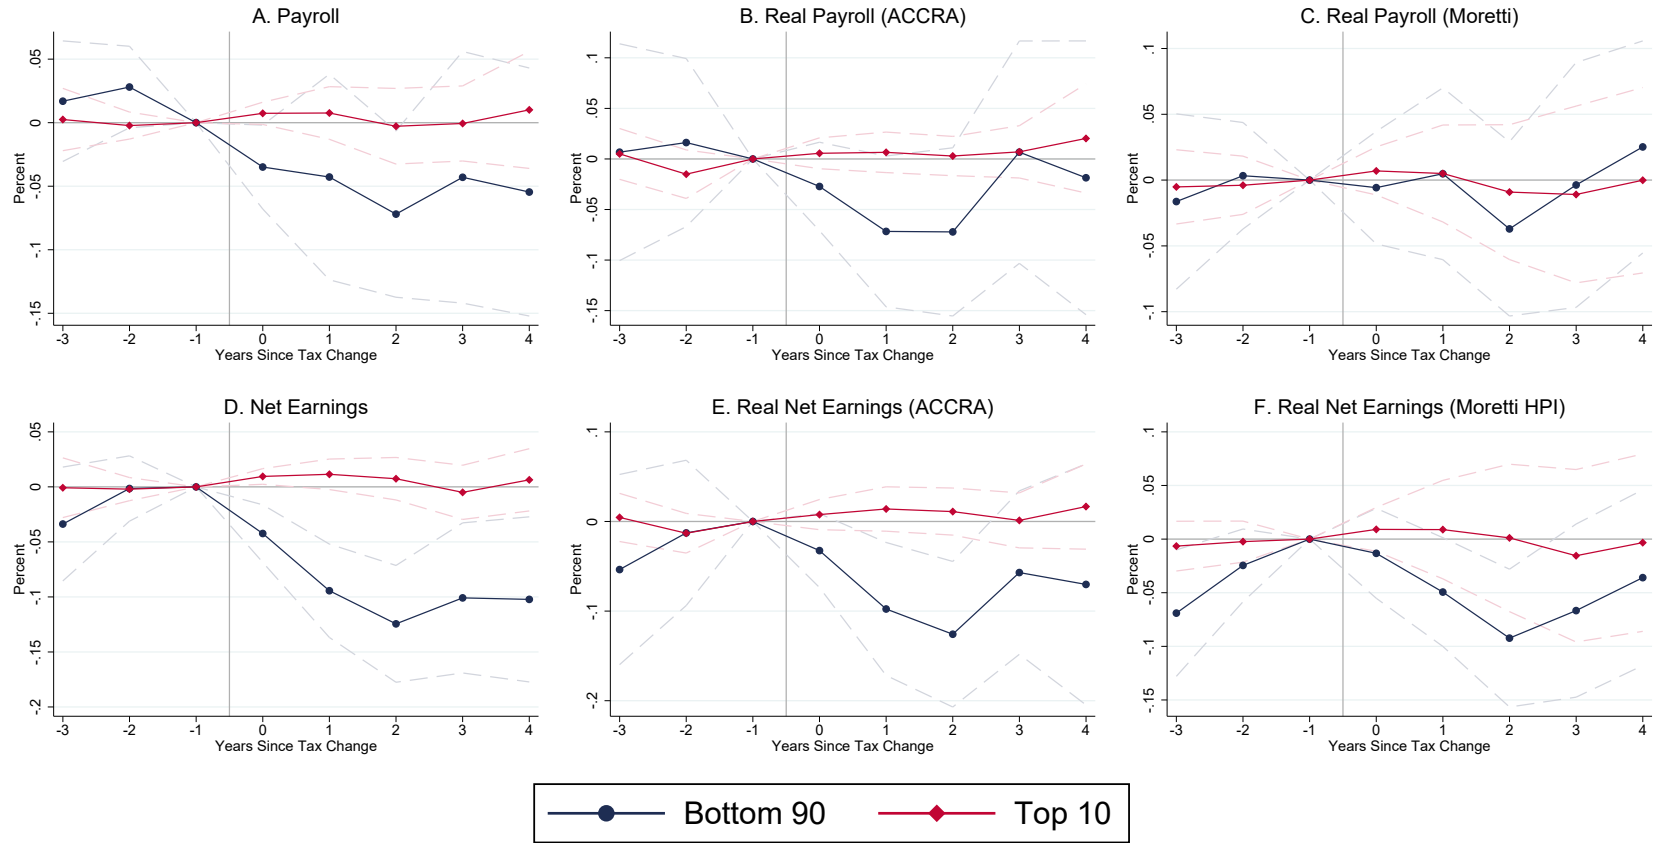 A. Payroll
B. Real Payroll (ACCRA)
C. Real Payroll (Moretti)
Percent
.05
0
-.05
-.1
-.15
-3 -2 -1 0 1 2 3 4
Years Since Tax Change
Percent
.1
.05
0
-.05
-.1
-.15
-3 -2 -1 0 1 2 3 4
Years Since Tax Change
Percent
.1
.05
0
-.05
-.1
-3 -2 -1 0 1 2 3 4
Years Since Tax Change
D. Net Earnings
E. Real Net Earnings (ACCRA)
F. Real Net Earnings (Moretti HPI)
Percent
.05
0
-.05
-.1
-.15
-.2
-3 -2 -1 0 1 2 3 4
Years Since Tax Change
Percent
.1
0
-.1
-.2
-3 -2 -1 0 1 2 3 4
Years Since Tax Change
Percent
.1
.05
0
-.05
-.1
-.15
-3 -2 -1 0 1 2 3 4
Years Since Tax Change
Bottom 90 Top 10